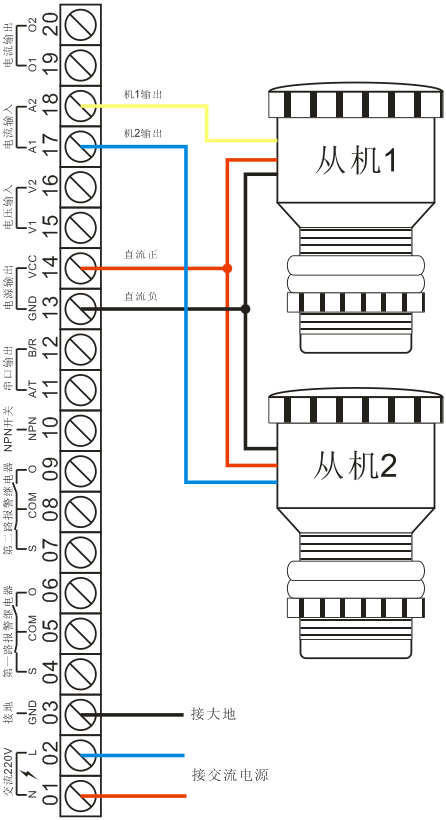 电流输出
O2
20
O1
19
电流输入
A2
18
机1输出
A1
17
机2输出
从机1
电压输入
V2
16
V1
15
电源输出
VCC
14
直流正
GND
13
直流负
串口输出
B/R
12
A/T
11
NPN开关
NPN
10
从机2
第二路报警继电器
O
09
COM
08
S
07
第一路报警继电器
O
06
COM
05
S
04
接地
GND
03
接大地
交流220V
L
02
N
01
接交流电源